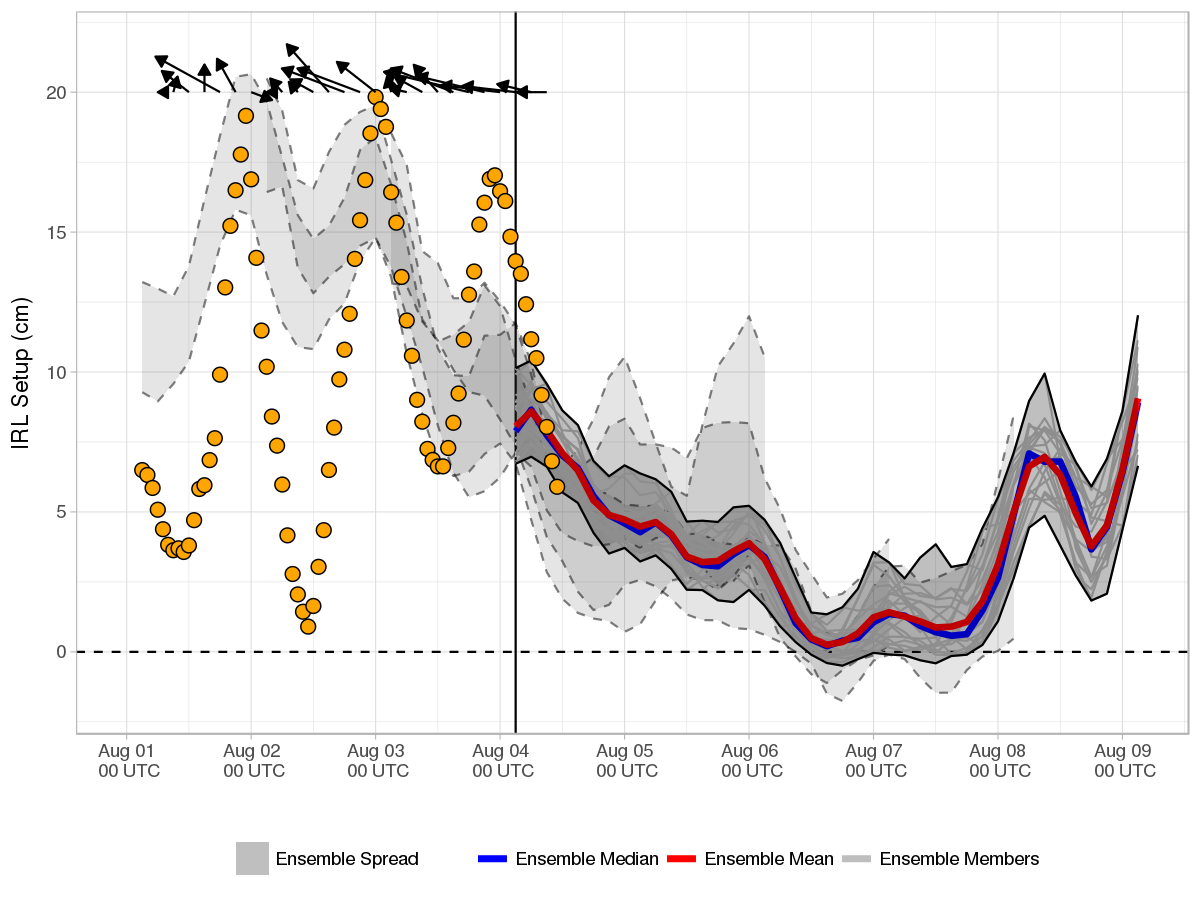 IRL Setup (cm)
20
15
10
5
0
Aug 01 Aug 02 Aug 03 Aug 04 Aug 05 Aug 06 Aug 07 Aug 08 Aug 09
00 UTC 00 UTC 00 UTC 00 UTC 00 UTC 00 UTC 00 UTC 00 UTC 00 UTC
Ensemble Spread Ensemble Median Ensemble Mean Ensemble Members